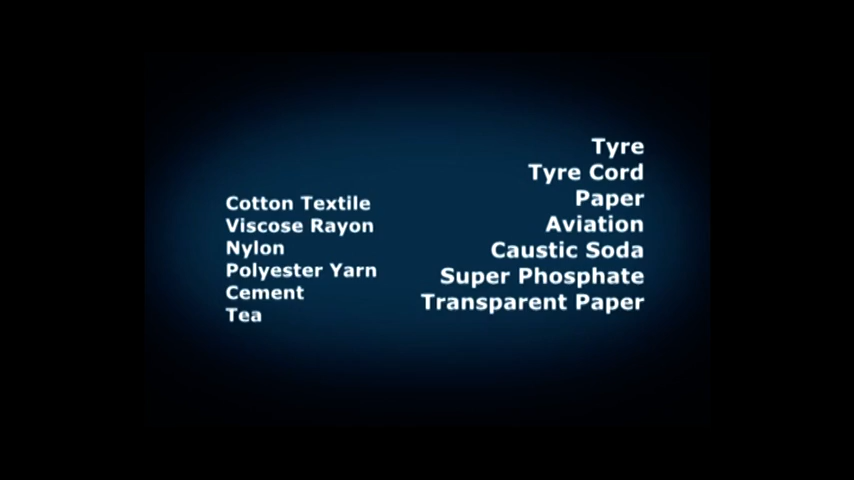 Cotton Textile
Viscose Rayon
Nylon
Polyester Yarn
Cement
Tea
Tyre
Tyre Cord
Paper
Aviation
Caustic Soda
Super Phosphate
Transparent Paper